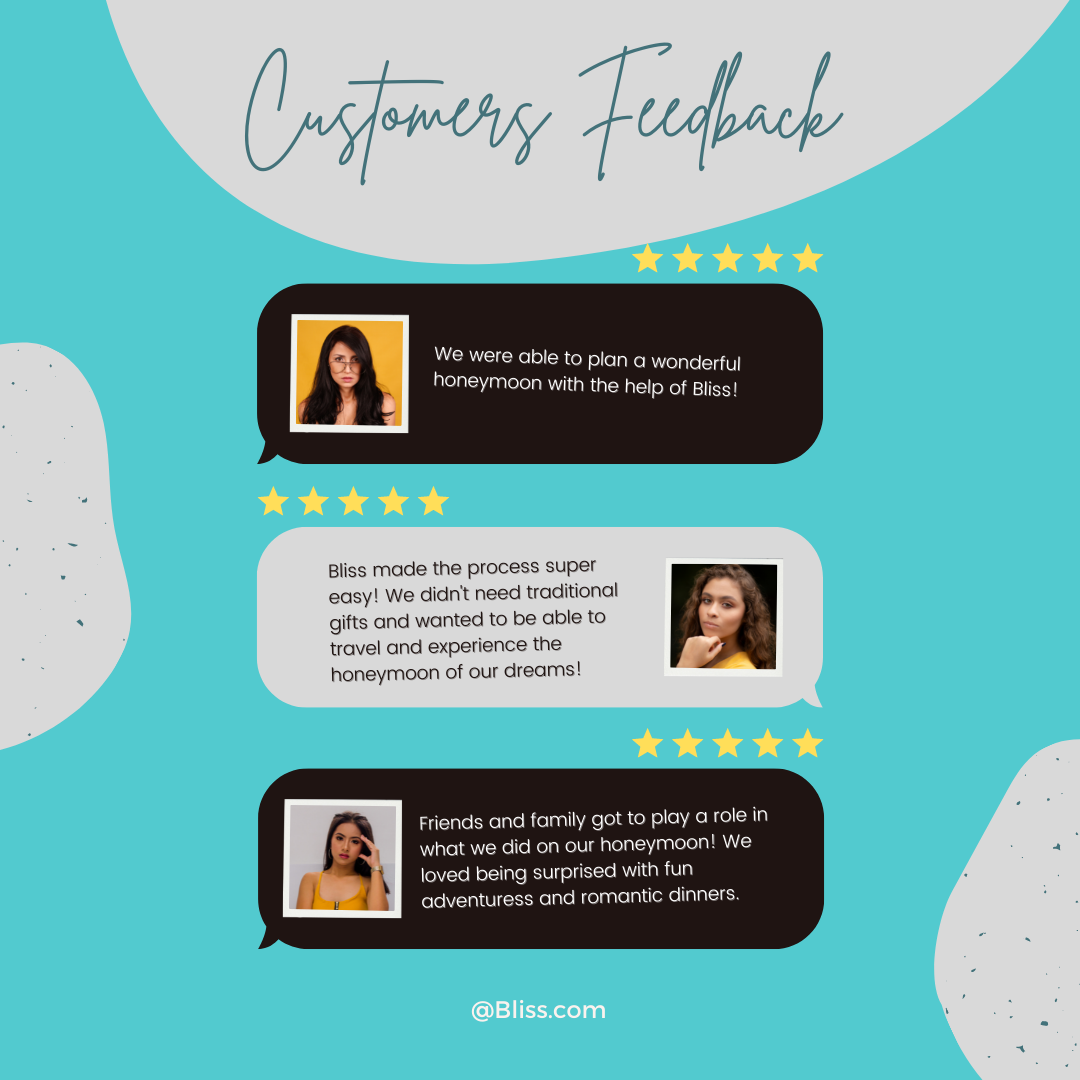 Customers Feedback
We were able to plan a wonderful
honeymoon with the help of Bliss!
Bliss made the process super
easy! We didn't need traditional
gifts and wanted to be able to
travel and experience the
honeymoon of our dreams!
Friends and family got to play a role in
what we did on our honeymoon! We
loved being surprised with fun
adventuress and romantic dinners.
@Bliss.com